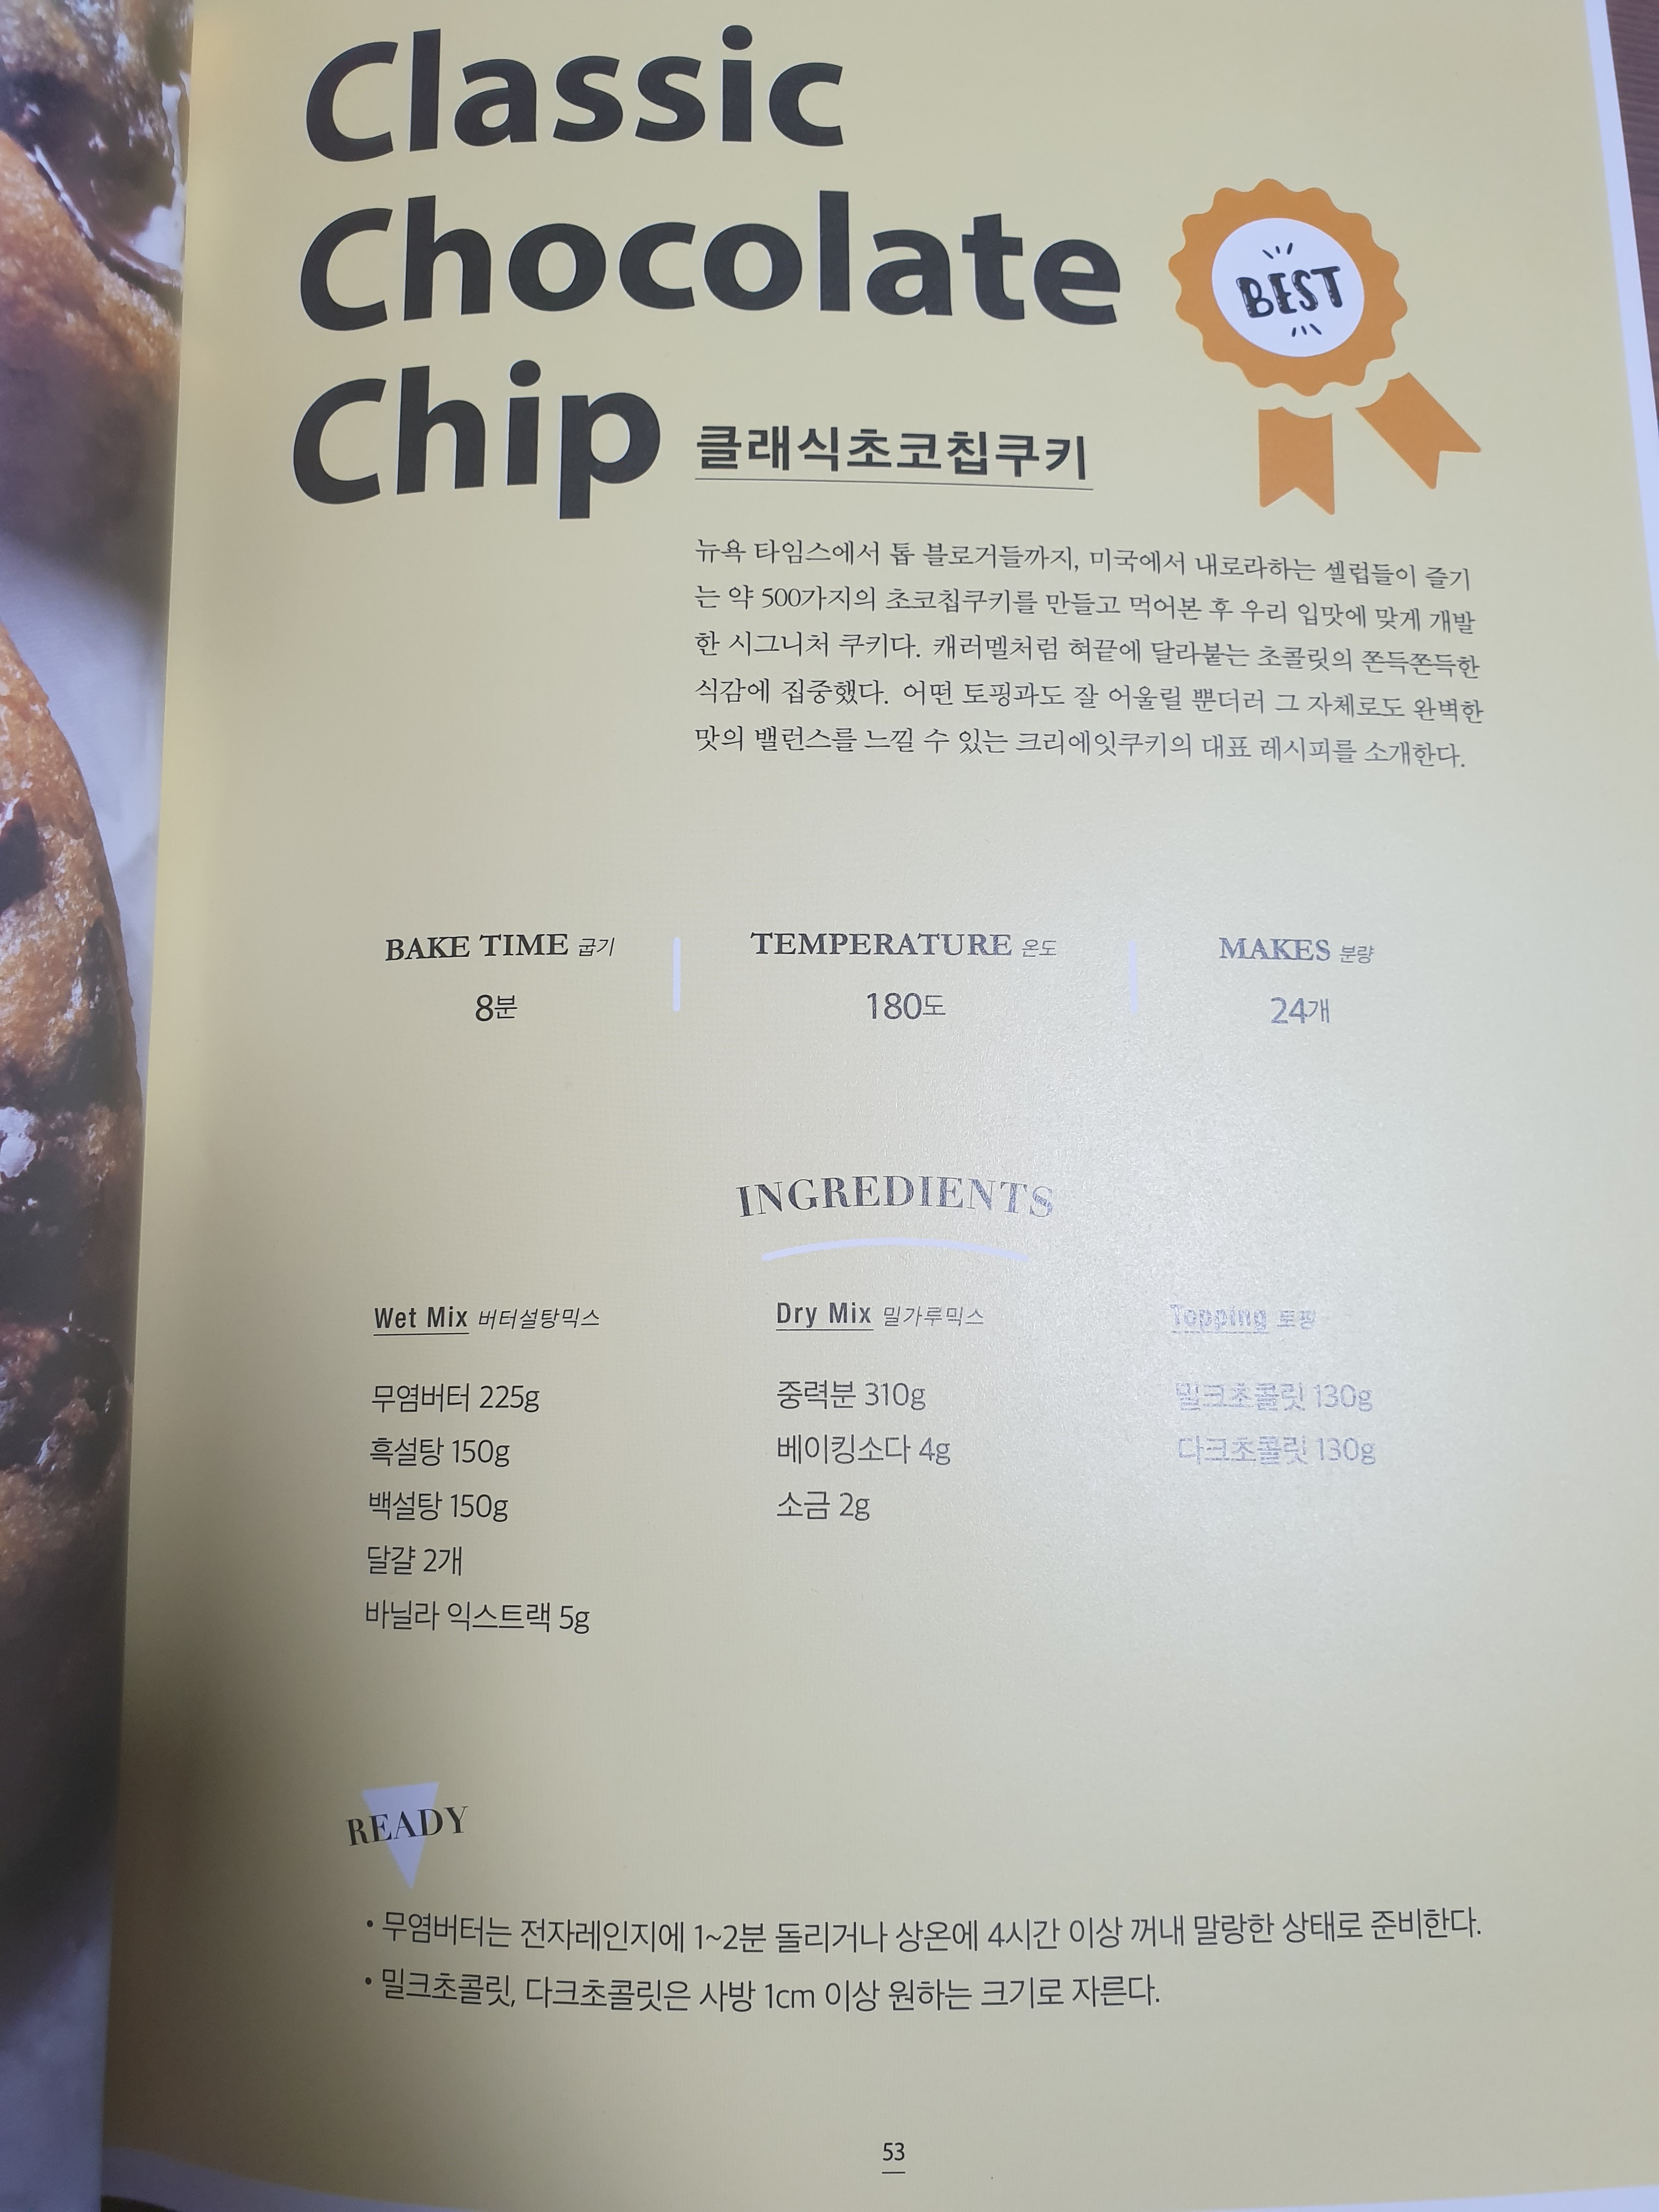 Classic
Chocolate
Chip 클래식초코칩쿠키
BEST
뉴욕 타임스에서 톱 블로거들까지, 미국에서 내로라하는 셀럽들이 즐기
는 약 500가지의 초코칩쿠키를 만들고 먹어본 후 우리 입맛에 맞게 개발
한 시그니처 쿠키다. 캐러멜처럼 혀끝에 달라붙는 초콜릿의 쫀득쫀득한
식감에 집중했다. 어떤 토핑과도 잘 어울릴 뿐더러 그 자체로도 완벽한
맛의 밸런스를 느낄 수 있는 크리에잇쿠키의 대표 레시피를 소개한다.
BAKE TIME 굽기
8분
TEMPERATURE 온도
180도
MAKES 분량
24개
INGREDIENTS
Wet Mix 버터설탕믹스
무염버터 225g
흑설탕 150g
백설탕 150g
달걀 2개
바닐라 익스트랙 5g
Dry Mix 밀가루믹스
중력분 310g
베이킹소다 4g
소금 2g
Topping 토핑
밀크초콜릿 130g
다크초콜릿 130g
READY
• 무염버터는 전자레인지에 1~2분 돌리거나 상온에 4시간 이상 꺼내 말랑한 상태로 준비한다.
• 밀크초콜릿, 다크초콜릿은 사방 1cm 이상 원하는 크기로 자른다.
53